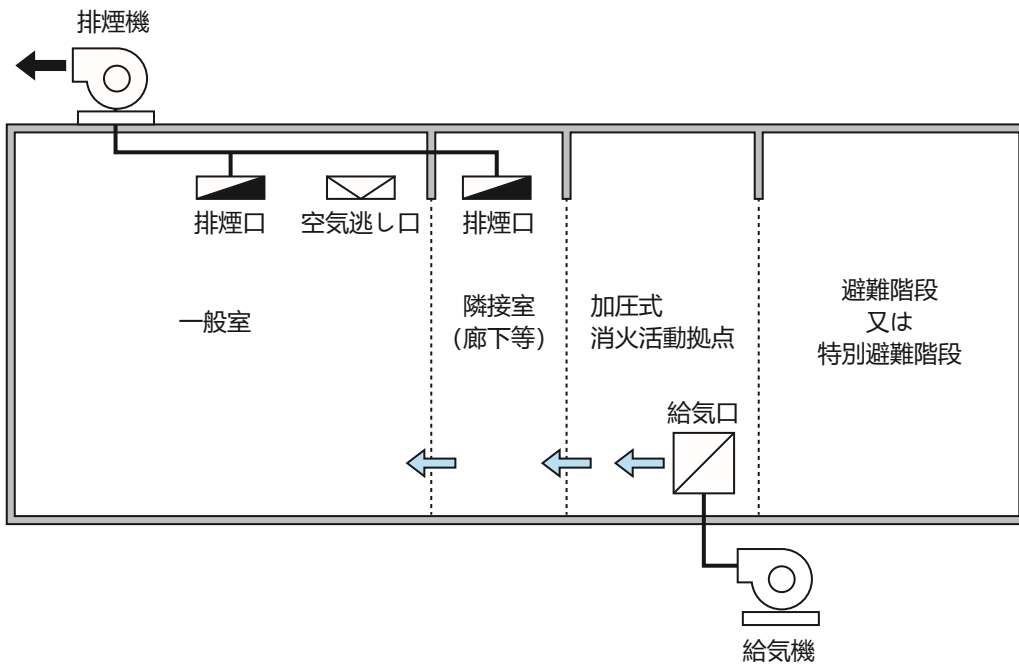 排煙機
排煙口
空気逃し口
排煙口
一般室
隣接室
(廊下等)
加圧式
消火活動拠点
避難階段
又は
特別避難階段
給気口
給気機